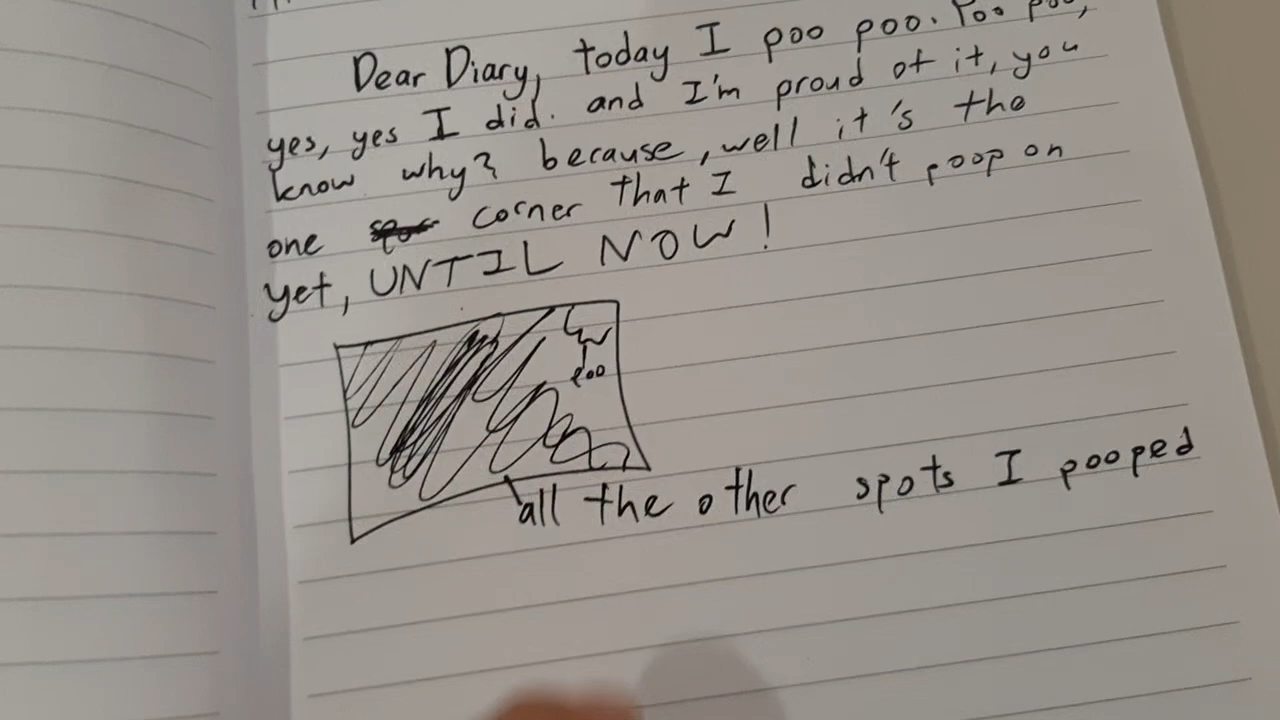 Dear Diary, today I poo poo. Poo poo,
yes, yes I did. and I'm proud of it, you
know why? because, well it's the
one corner that I didn't poop on
yet, UNTIL NOW!
poo
all the other spots I pooped